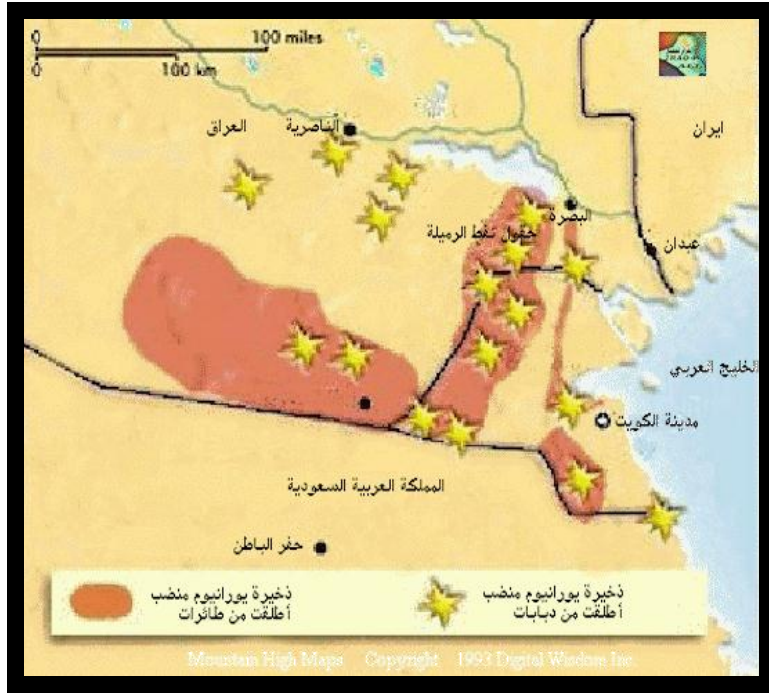 0 100 miles
0 100 km
ايران
العراق
الناصرية
البصرة
حقول نفط الرميلة
عبدان
الخليج العربي
مدينة الكويت
المملكة العربية السعودية
حفر الباطن
ذخيرة يورانيوم منضب
أطلقت من دبابات
ذخيرة يورانيوم منضب
أطلقت من طائرات
Mountain High Maps Copyright 1993 Digital Wisdom Inc.